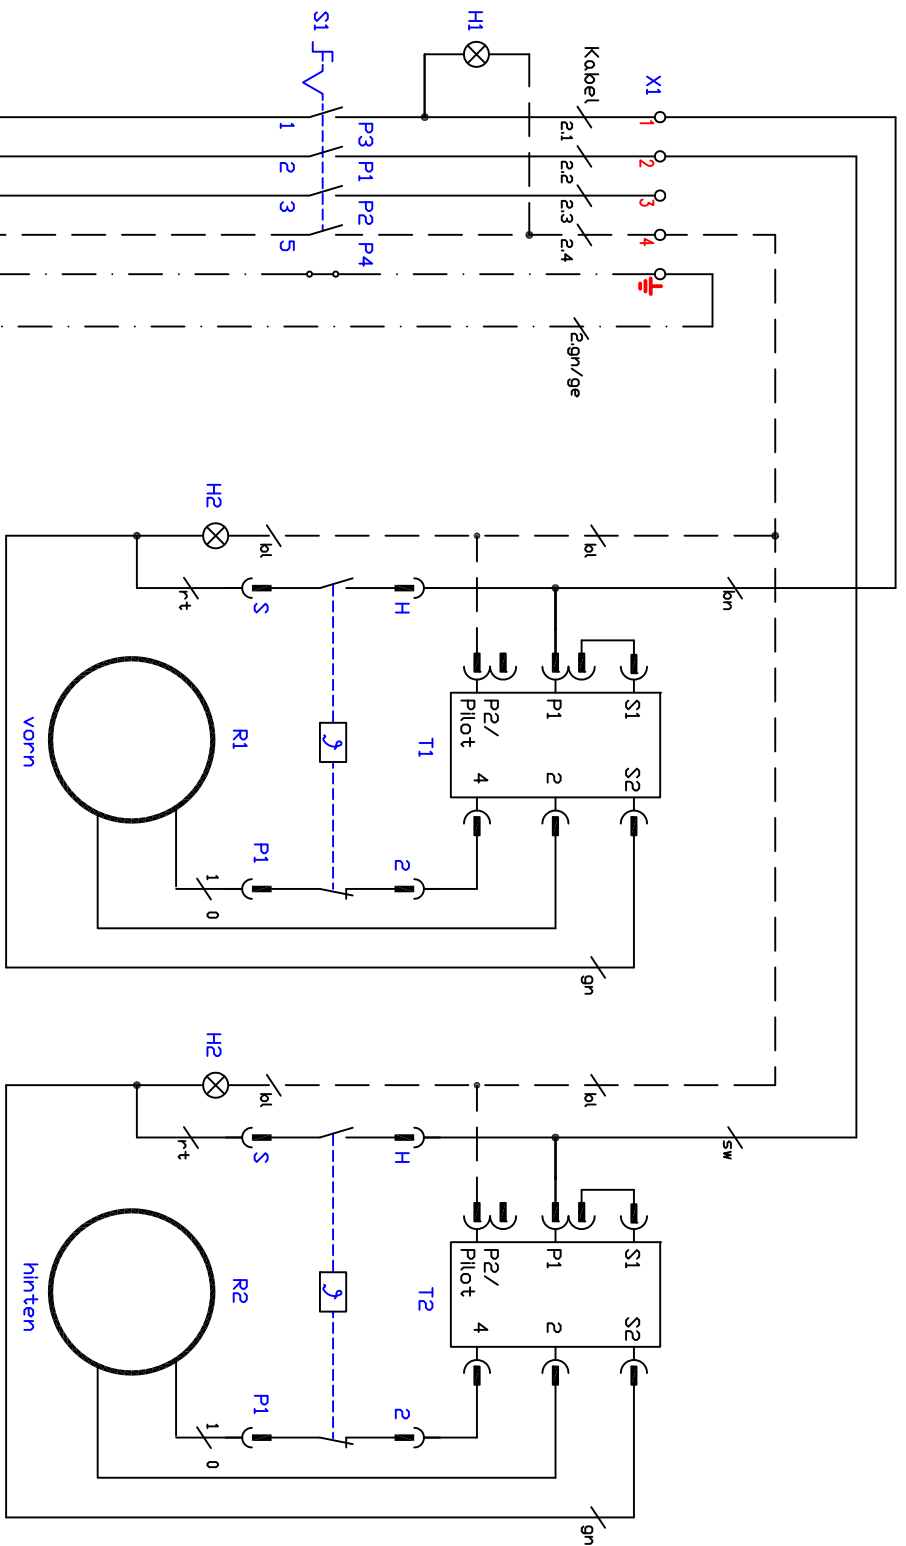 S1
H1
Kabel
X1
1
2
3
5
P3
P1
P2
P4
2.1
2.2
2.3
2.4
1
2
3
4
2.gn/ge
H2
bl
bl
rt
S
H
bn
vorn
R1
T1
S1
P1
P2/
Pilot
S2
2
4
P1
2
1
0
gn
H2
bl
bl
rt
S
H
sw
hinten
R2
T2
S1
P1
P2/
Pilot
S2
2
4
P1
2
1
0
gn